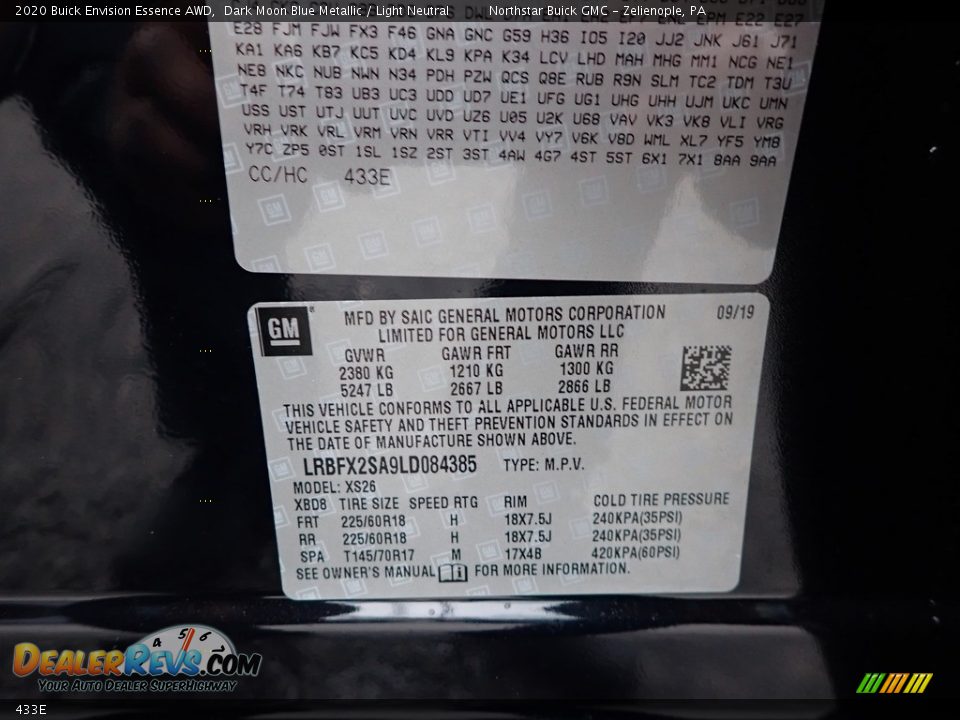 2020 Buick Envision Essence AWD, Dark Moon Blue Metallic / Light Neutral Northstar Buick GMC - Zelienople, PA
E28 FJM FJW FX3 F46 GNA GNC G59 H36 IO5 I20 JJ2 JNK J61 J71
KA1 KA6 KB7 KC5 KD4 KL9 KPA K34 LCV LHD MAH MHG MM1 NCG NE1
NE8 NKC NUB NWN N34 PDH PZW QCS Q8E RUB R9N SLM TC2 TDM T3U
T4F T74 T83 UB3 UC3 UDD UD7 UE1 UFG UG1 UHG UHH UJM UKC UMN
USS UST UTJ UUT UVC UVD UZ6 U05 U2K U68 VAV VK3 VK8 VLI VRG
VRH VRK VRL VRM VRN VRR VTI VV4 VY7 V6K V8D WML XL7 YF5 YM8
Y7C ZP5 0ST 1SL 1SZ 2ST 3ST 4AW 4G7 4ST 5ST 6X1 7X1 8AA 9AA
CC/HC 433E
GM
MFD BY SAIC GENERAL MOTORS CORPORATION 09/19
LIMITED FOR GENERAL MOTORS LLC
GVWR GAWR FRT GAWR RR
2380 KG 1210 KG 1300 KG
5247 LB 2667 LB 2866 LB
THIS VEHICLE CONFORMS TO ALL APPLICABLE U.S. FEDERAL MOTOR
VEHICLE SAFETY AND THEFT PREVENTION STANDARDS IN EFFECT ON
THE DATE OF MANUFACTURE SHOWN ABOVE.
LRBFX2SA9LD084385 TYPE: M.P.V.
MODEL: XS26
XBD8 TIRE SIZE SPEED RTG RIM COLD TIRE PRESSURE
FRT 225/60R18 H 18X7.5J 240KPA(35PSI)
RR 225/60R18 H 18X7.5J 240KPA(35PSI)
SPA T145/70R17 M 17X4B 420KPA(60PSI)
SEE OWNER'S MANUAL FOR MORE INFORMATION.
4 5 6
DEALERREVS.COM
YOUR AUTO DEALER SUPERHIGHWAY
433E